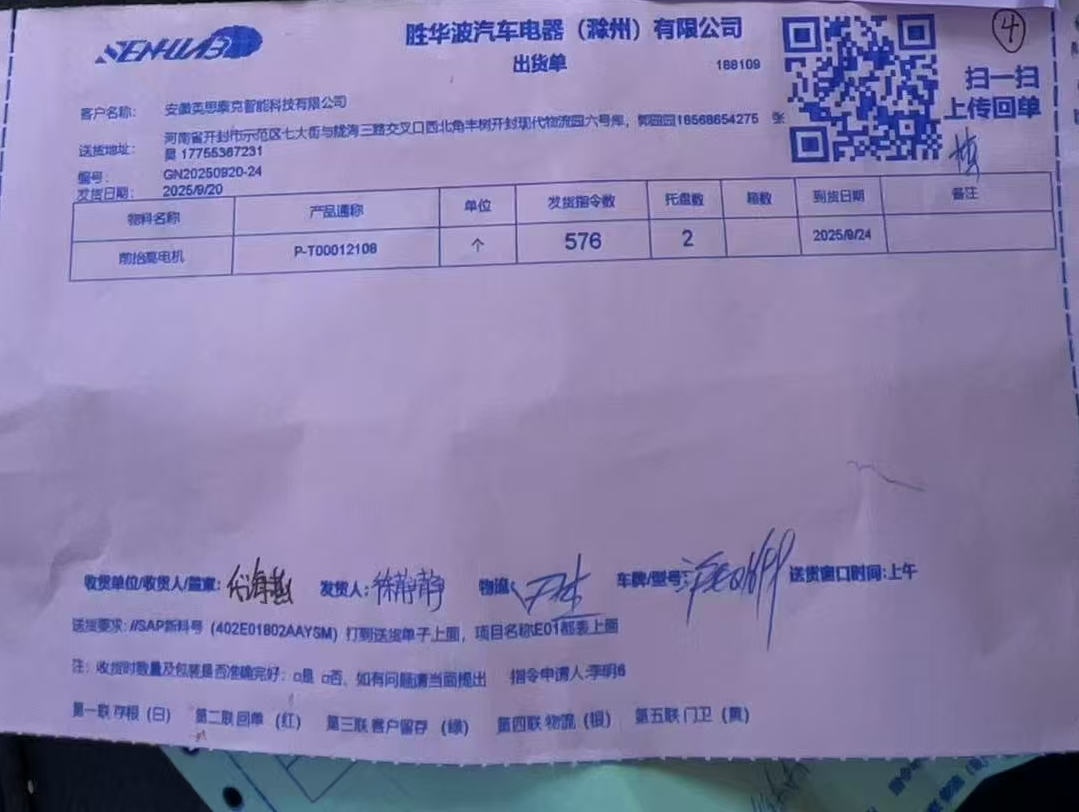 SENHUABO
胜华波汽车电器（滁州）有限公司
出货单
188109
④
扫一扫
上传回单
客户名称： 安徽英思泰克智能科技有限公司
送货地址： 河南省开封市示范区七大街与陇海三路交叉口西北角丰树开封现代物流园六号库，郭园园18568654275 张
昊 17755367231
编号： GN20250920-24
发货日期： 2025/9/20
物料名称 产品通称 单位 发货指令数 托盘数 箱数 到货日期 备注
前抬高电机 P-T00012108 个 576 2 2025/9/24
收货单位/收货人/盖章： 发货人：徐静静 物流： 车牌/型号： 送货窗口时间：上午
送货要求：//SAP新料号（402E01802AAYSM）打到送货单子上面，项目名称E01都要上面
注：收货时数量及包装是否准确完好：□是 □否，如有问题请当面提出 指令申请人：李明6
第一联 存根（白） 第二联 回单（红） 第三联 客户留存（绿） 第四联 物流（银） 第五联 门卫（黄）